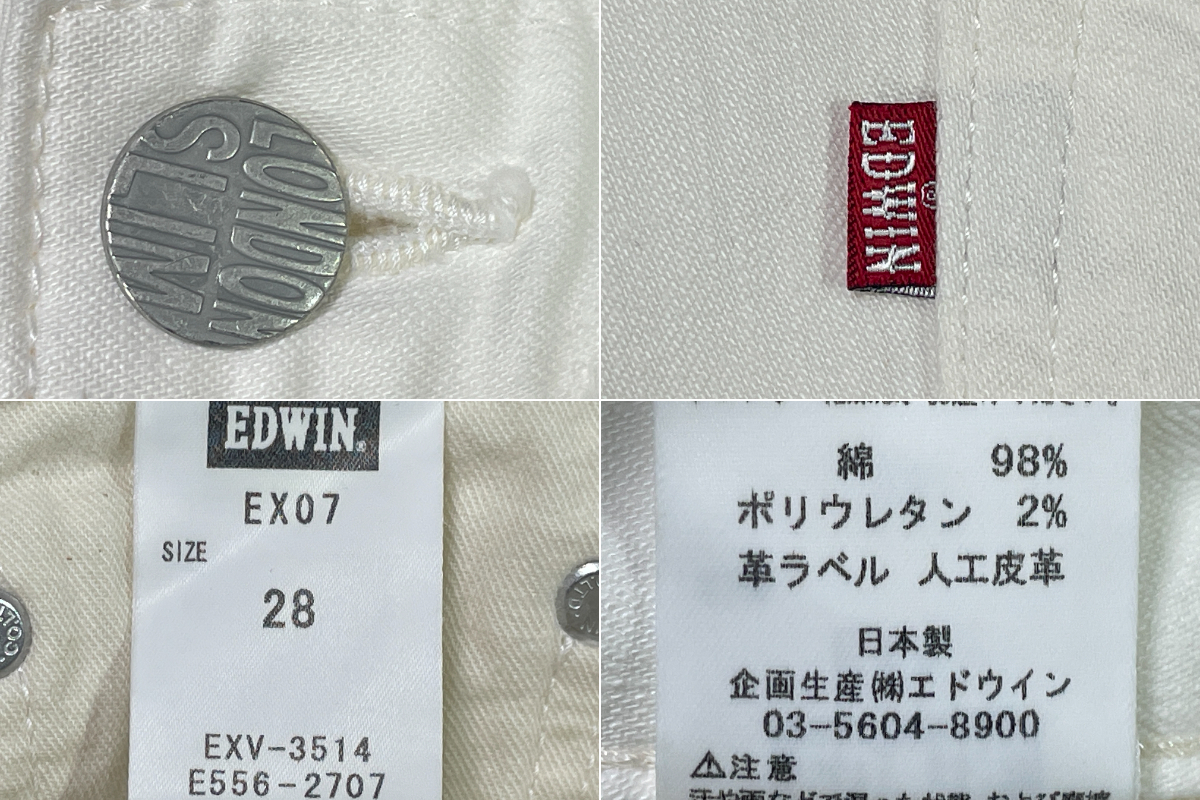 LONDON
SLIM
EDWIN
EDWIN®
EX07
SIZE
28
EXV-3514
E556-2707
綿 98%
ポリウレタン 2%
革ラベル 人工皮革
日本製
企画生産㈱エドウイン
03-5604-8900
⚠注意